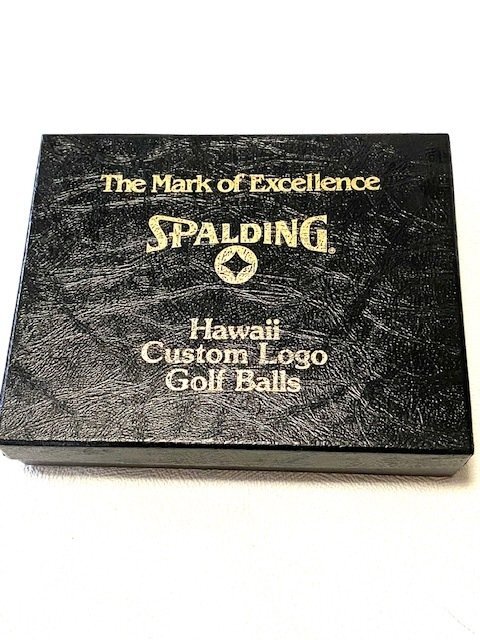 The Mark of Excellence
SPALDING®
Hawaii
Custom Logo
Golf Balls